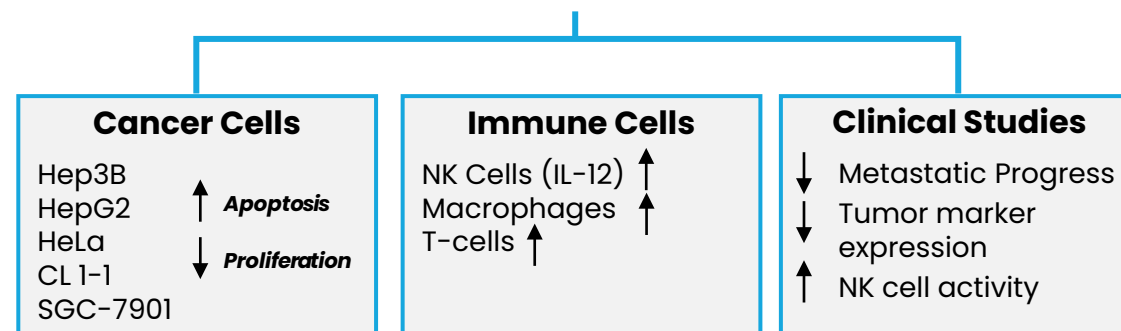 Cancer Cells
Hep3B
HepG2
HeLa
CL 1-1
SGC-7901
Apoptosis
Proliferation
Immune Cells
NK Cells (IL-12)
Macrophages
T-cells
Clinical Studies
Metastatic Progress
Tumor marker
expression
NK cell activity